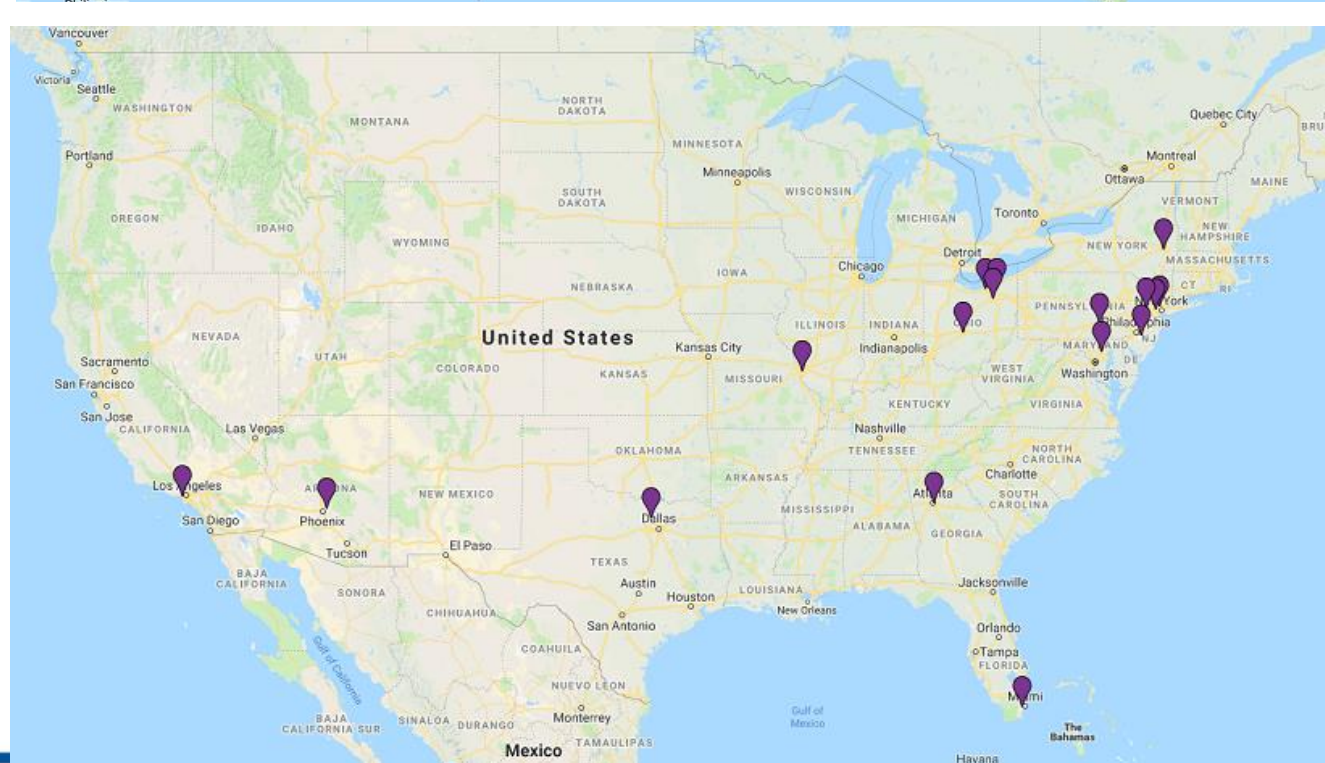 Vancouver
Victoria
Seattle
WASHINGTON
NORTH
DAKOTA
MONTANA
Quebec City
MINNESOTA
Portland
Montreal
Minneapolis
Ottawa
WISCONSIN
MAINE
SOUTH
DAKOTA
VERMONT
OREGON
IDAHO
MICHIGAN
Toronto
NEW
HAMPSHIRE
WYOMING
NEW YORK
Detroit
MASSACHUSETTS
Chicago
IOWA
NEBRASKA
CT
RI
PENNSYLVANIA
New York
ILLINOIS
INDIANA
OHIO
Philadelphia
NEVADA
United States
NJ
Kansas City
Indianapolis
MARYLAND
UTAH
DE
Sacramento
COLORADO
KANSAS
MISSOURI
WEST
VIRGINIA
Washington
San Francisco
KENTUCKY
VIRGINIA
San Jose
CALIFORNIA
Las Vegas
Nashville
OKLAHOMA
TENNESSEE
NORTH
CAROLINA
Charlotte
ARKANSAS
Los Angeles
ARIZONA
NEW MEXICO
Atlanta
SOUTH
CAROLINA
MISSISSIPPI
San Diego
Phoenix
Dallas
ALABAMA
GEORGIA
Tucson
El Paso
TEXAS
BAJA
CALIFORNIA
SONORA
Austin
Houston
LOUISIANA
Jacksonville
CHIHUAHUA
New Orleans
San Antonio
Orlando
COAHUILA
Tampa
FLORIDA
Gulf of California
NUEVO LEON
Miami
BAJA
CALIFORNIA SUR
SINALOA
DURANGO
Monterrey
Gulf of
Mexico
The
Bahamas
TAMAULIPAS
Mexico
Havana